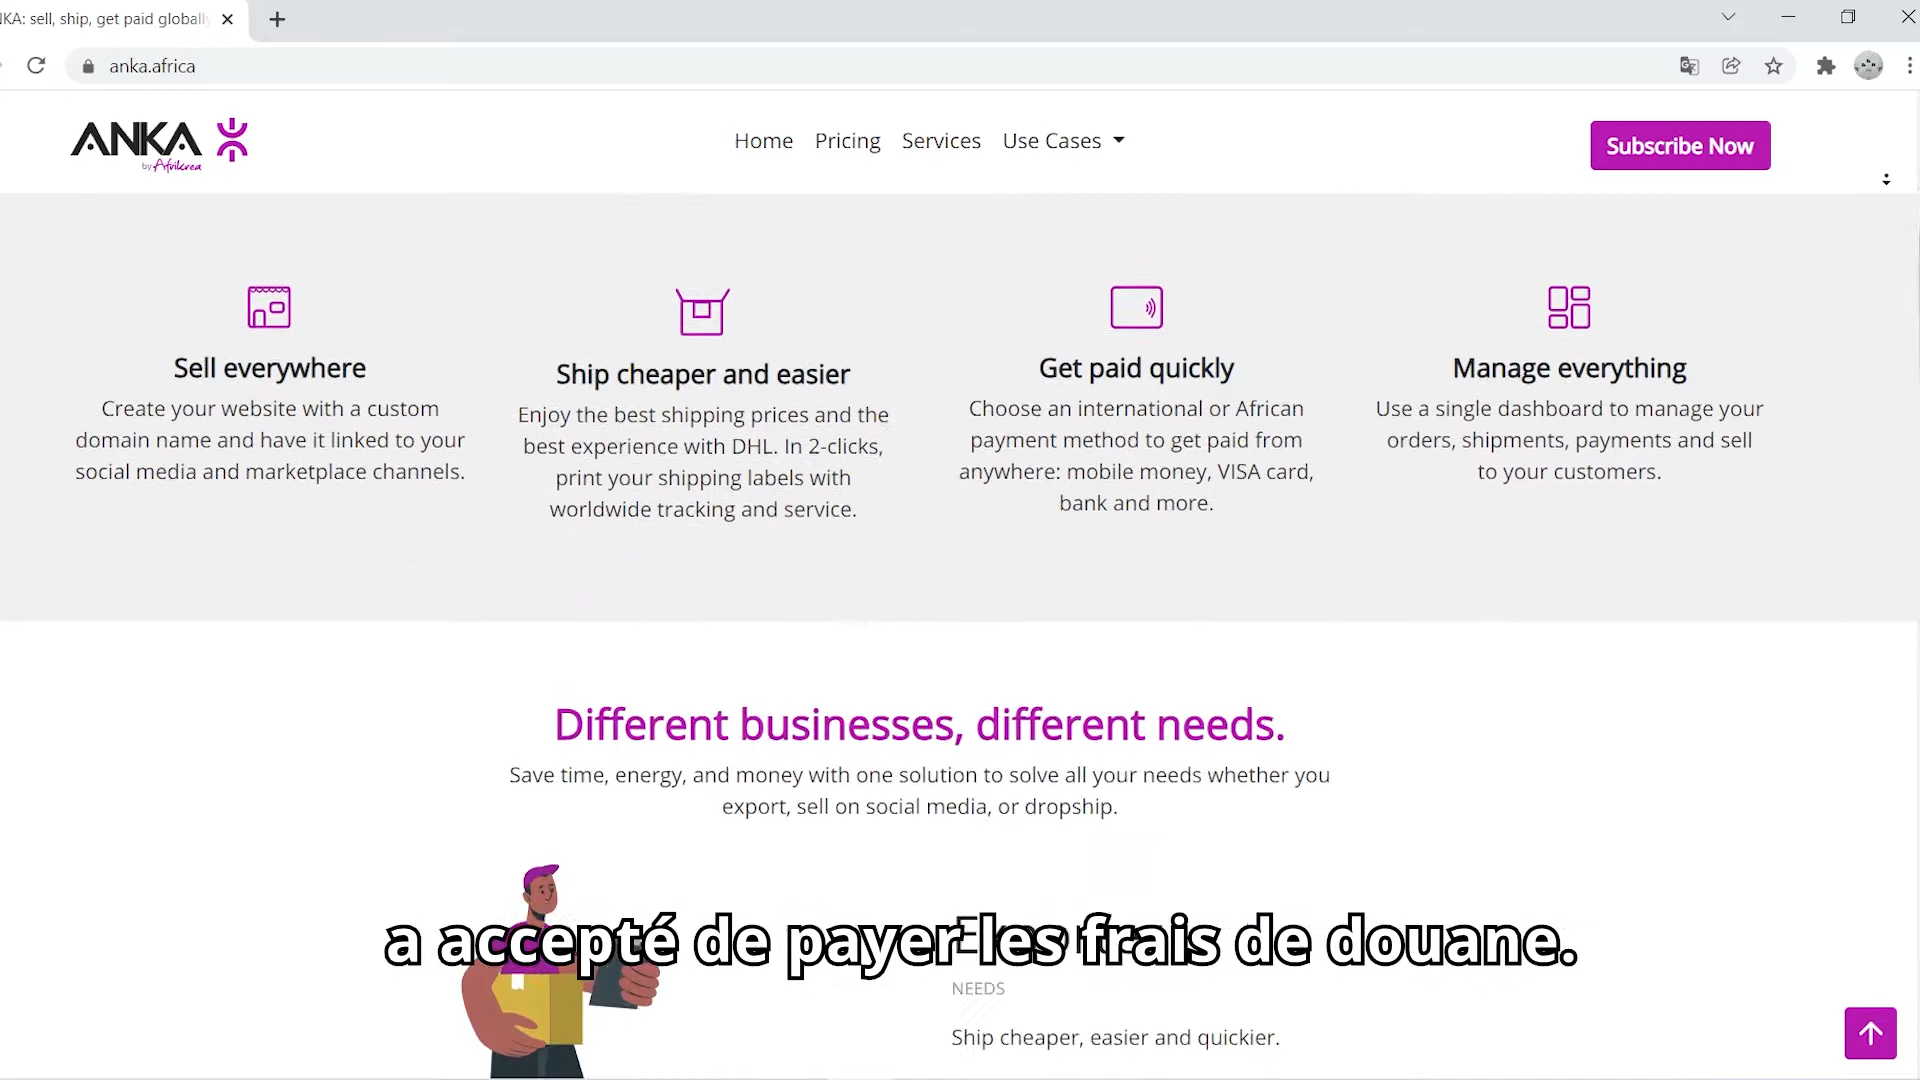 KA: sell, ship, get paid globally
anka.africa
ANKA
by Afrikrea
Home Pricing Services Use Cases
Subscribe Now
Sell everywhere
Create your website with a custom
domain name and have it linked to your
social media and marketplace channels.
Ship cheaper and easier
Enjoy the best shipping prices and the
best experience with DHL. In 2-clicks,
print your shipping labels with
worldwide tracking and service.
Get paid quickly
Choose an international or African
payment method to get paid from
anywhere: mobile money, VISA card,
bank and more.
Manage everything
Use a single dashboard to manage your
orders, shipments, payments and sell
to your customers.
Different businesses, different needs.
Save time, energy, and money with one solution to solve all your needs whether you
export, sell on social media, or dropship.
a accepté de payer les frais de douane.
NEEDS
Ship cheaper, easier and quickier.